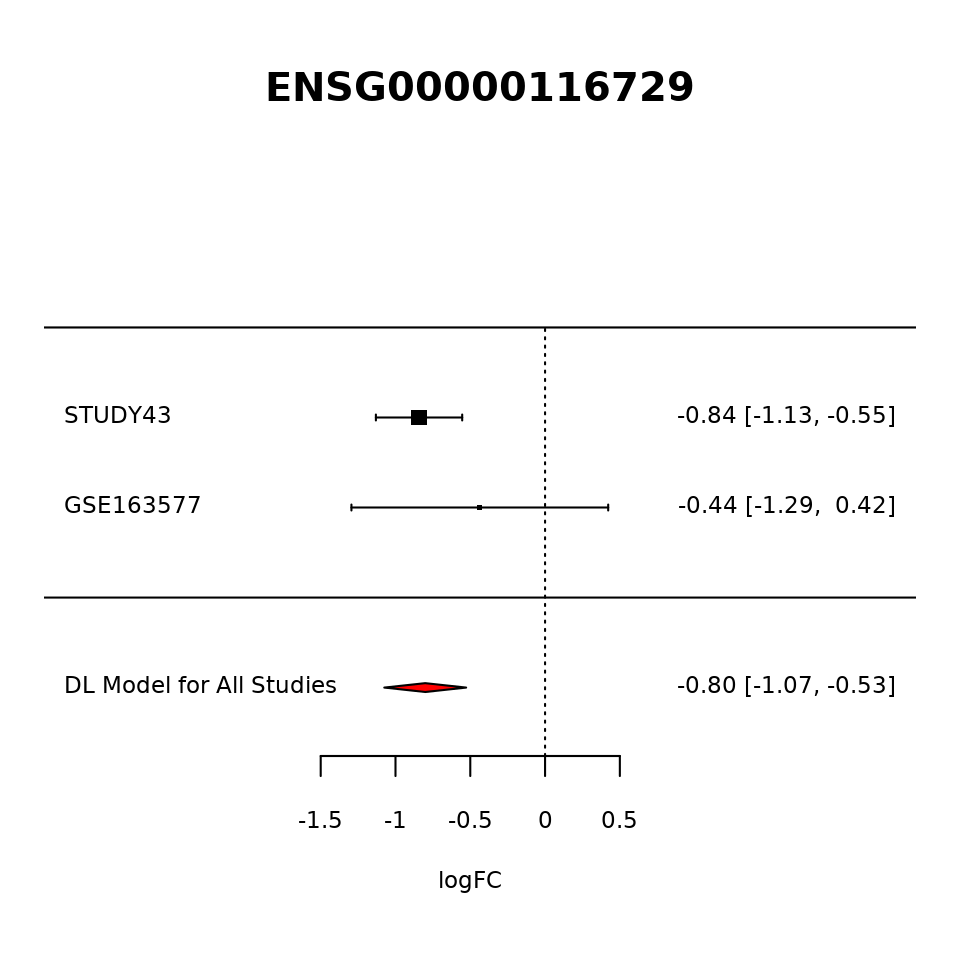 ENSG00000116729
STUDY43 -0.84 [-1.13, -0.55]
GSE163577 -0.44 [-1.29,  0.42]
DL Model for All Studies -0.80 [-1.07, -0.53]
-1.5 -1 -0.5 0 0.5
logFC